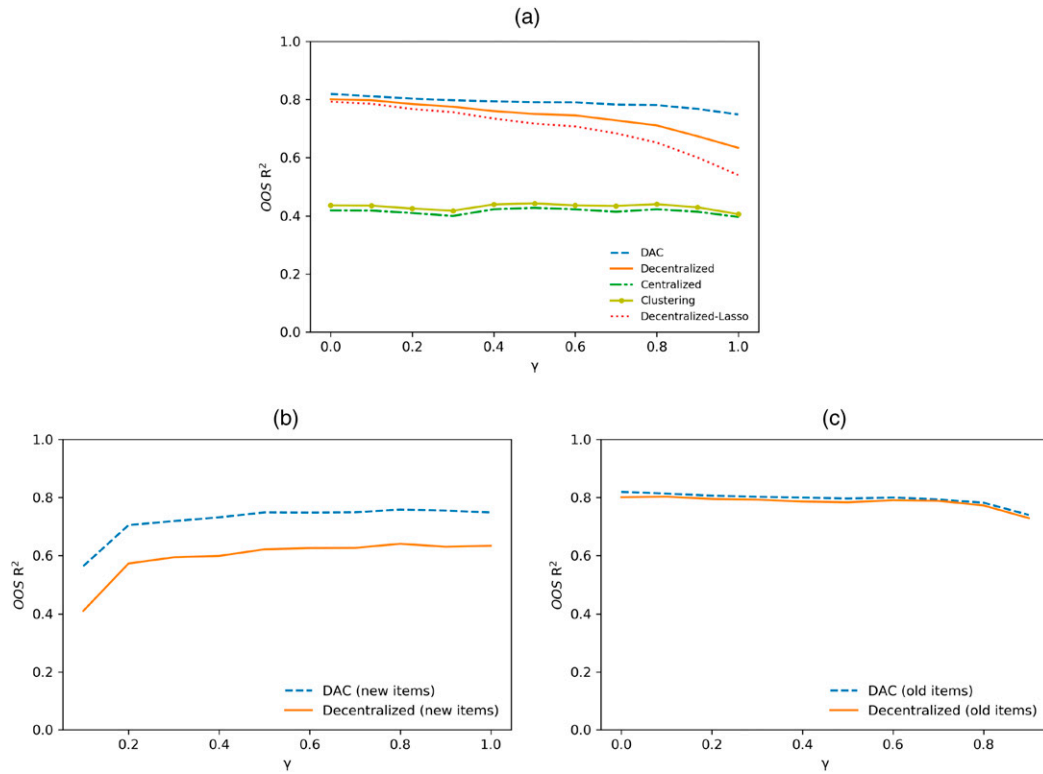 (a)
1.0
0.8
0.6
0.4
0.2
0.0
OOS R²
DAC
Decentralized
Centralized
Clustering
Decentralized-Lasso
0.0 0.2 0.4 0.6 0.8 1.0
γ
(b)
1.0
0.8
0.6
0.4
0.2
0.0
OOS R²
DAC (new items)
Decentralized (new items)
0.2 0.4 0.6 0.8 1.0
γ
(c)
1.0
0.8
0.6
0.4
0.2
0.0
OOS R²
DAC (old items)
Decentralized (old items)
0.0 0.2 0.4 0.6 0.8
γ